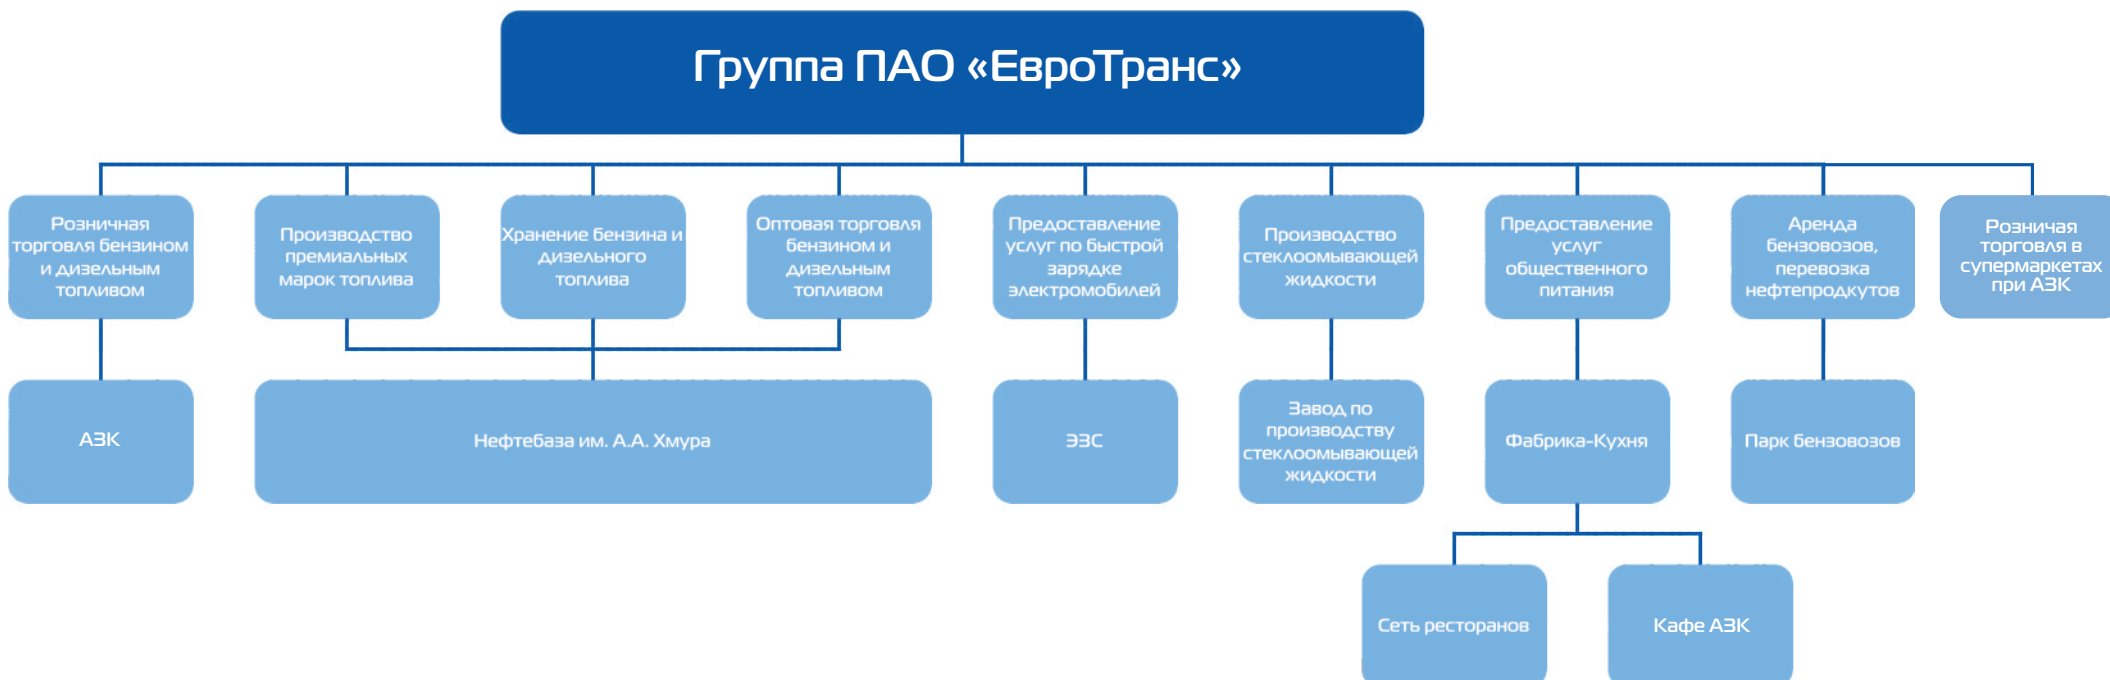 Группа ПАО «ЕвроТранс»
Розничная
торговля бензином
и дизельным
топливом
Производство
премиальных
марок топлива
Хранение бензина и
дизельного
топлива
Оптовая торговля
бензином и
дизельным
топливом
Предоставление
услуг по быстрой
зарядке
электромобилей
Производство
стеклоомывающей
жидкости
Предоставление
услуг
общественного
питания
Аренда
бензовозов,
перевозка
нефтепродкутов
Розничая
торговля в
супермаркетах
при АЗК
АЗК
Нефтебаза им. А.А. Хмура
ЭЗС
Завод по
производству
стеклоомывающей
жидкости
Фабрика-Кухня
Парк бензовозов
Сеть ресторанов
Кафе АЗК